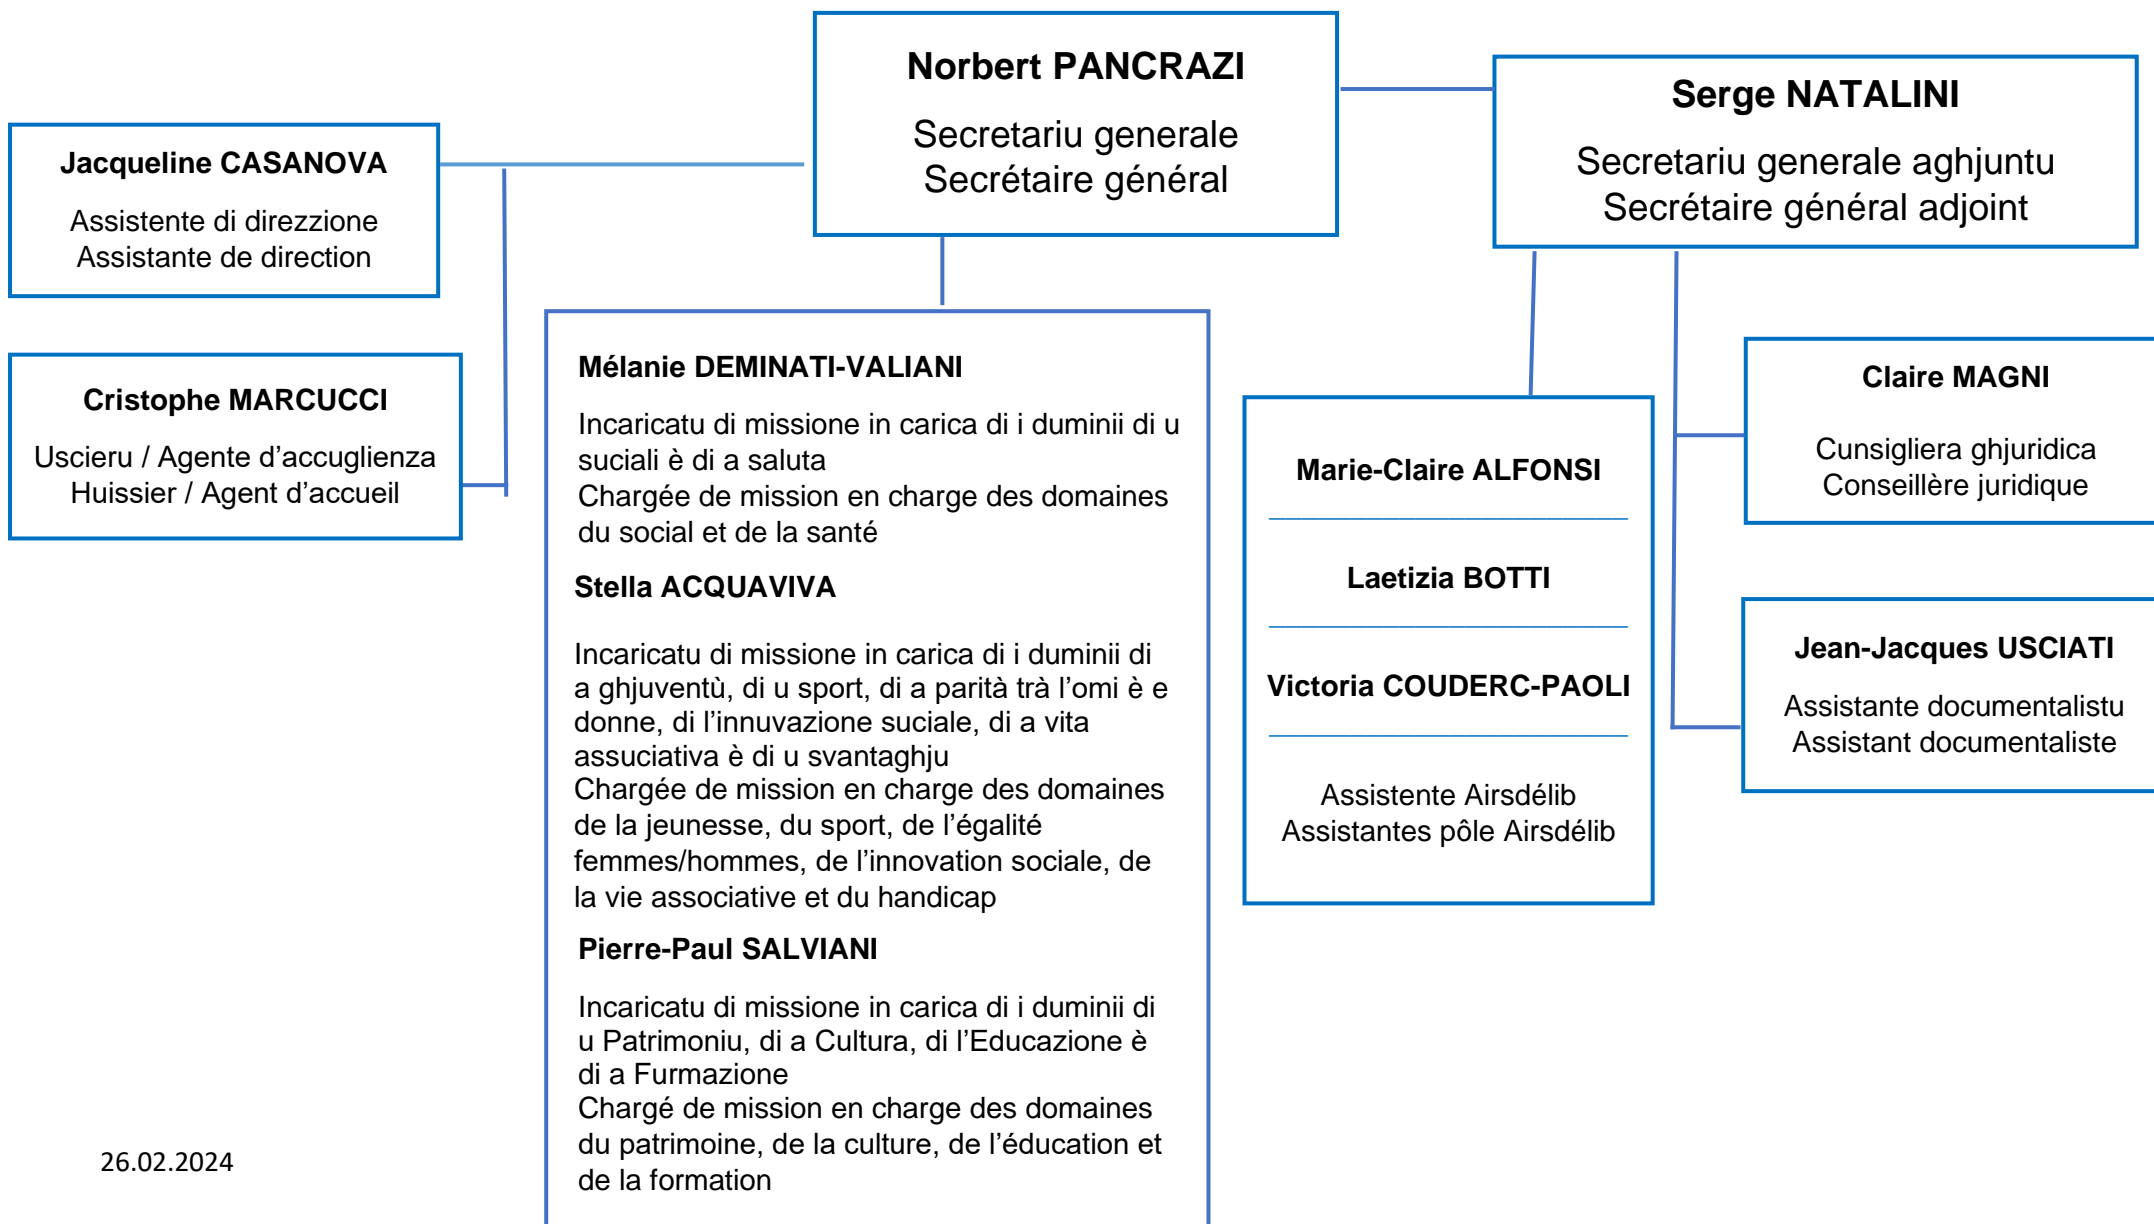 Norbert PANCRAZI
Secretariu generale
Secrétaire général
Serge NATALINI
Secretariu generale aghjuntu
Secrétaire général adjoint
Jacqueline CASANOVA
Assistente di direzzione
Assistante de direction
Cristophe MARCUCCI
Uscieru / Agente d’accuglienza
Huissier / Agent d’accueil
Mélanie DEMINATI-VALIANI
Incaricatu di missione in carica di i duminii di u
suciali è di a saluta
Chargée de mission en charge des domaines
du social et de la santé
Stella ACQUAVIVA
Incaricatu di missione in carica di i duminii di
a ghjuventù, di u sport, di a parità trà l’omi è e
donne, di l’innuvazione suciale, di a vita
assuciativa è di u svantaghju
Chargée de mission en charge des domaines
de la jeunesse, du sport, de l’égalité
femmes/hommes, de l’innovation sociale, de
la vie associative et du handicap
Pierre-Paul SALVIANI
Incaricatu di missione in carica di i duminii di
u Patrimoniu, di a Cultura, di l’Educazione è
di a Furmazione
Chargé de mission en charge des domaines
du patrimoine, de la culture, de l’éducation et
de la formation
Marie-Claire ALFONSI
Laetizia BOTTI
Victoria COUDERC-PAOLI
Assistente Airsdélib
Assistantes pôle Airsdélib
Claire MAGNI
Cunsigliera ghjuridica
Conseillère juridique
Jean-Jacques USCIATI
Assistante documentalistu
Assistant documentaliste
26.02.2024